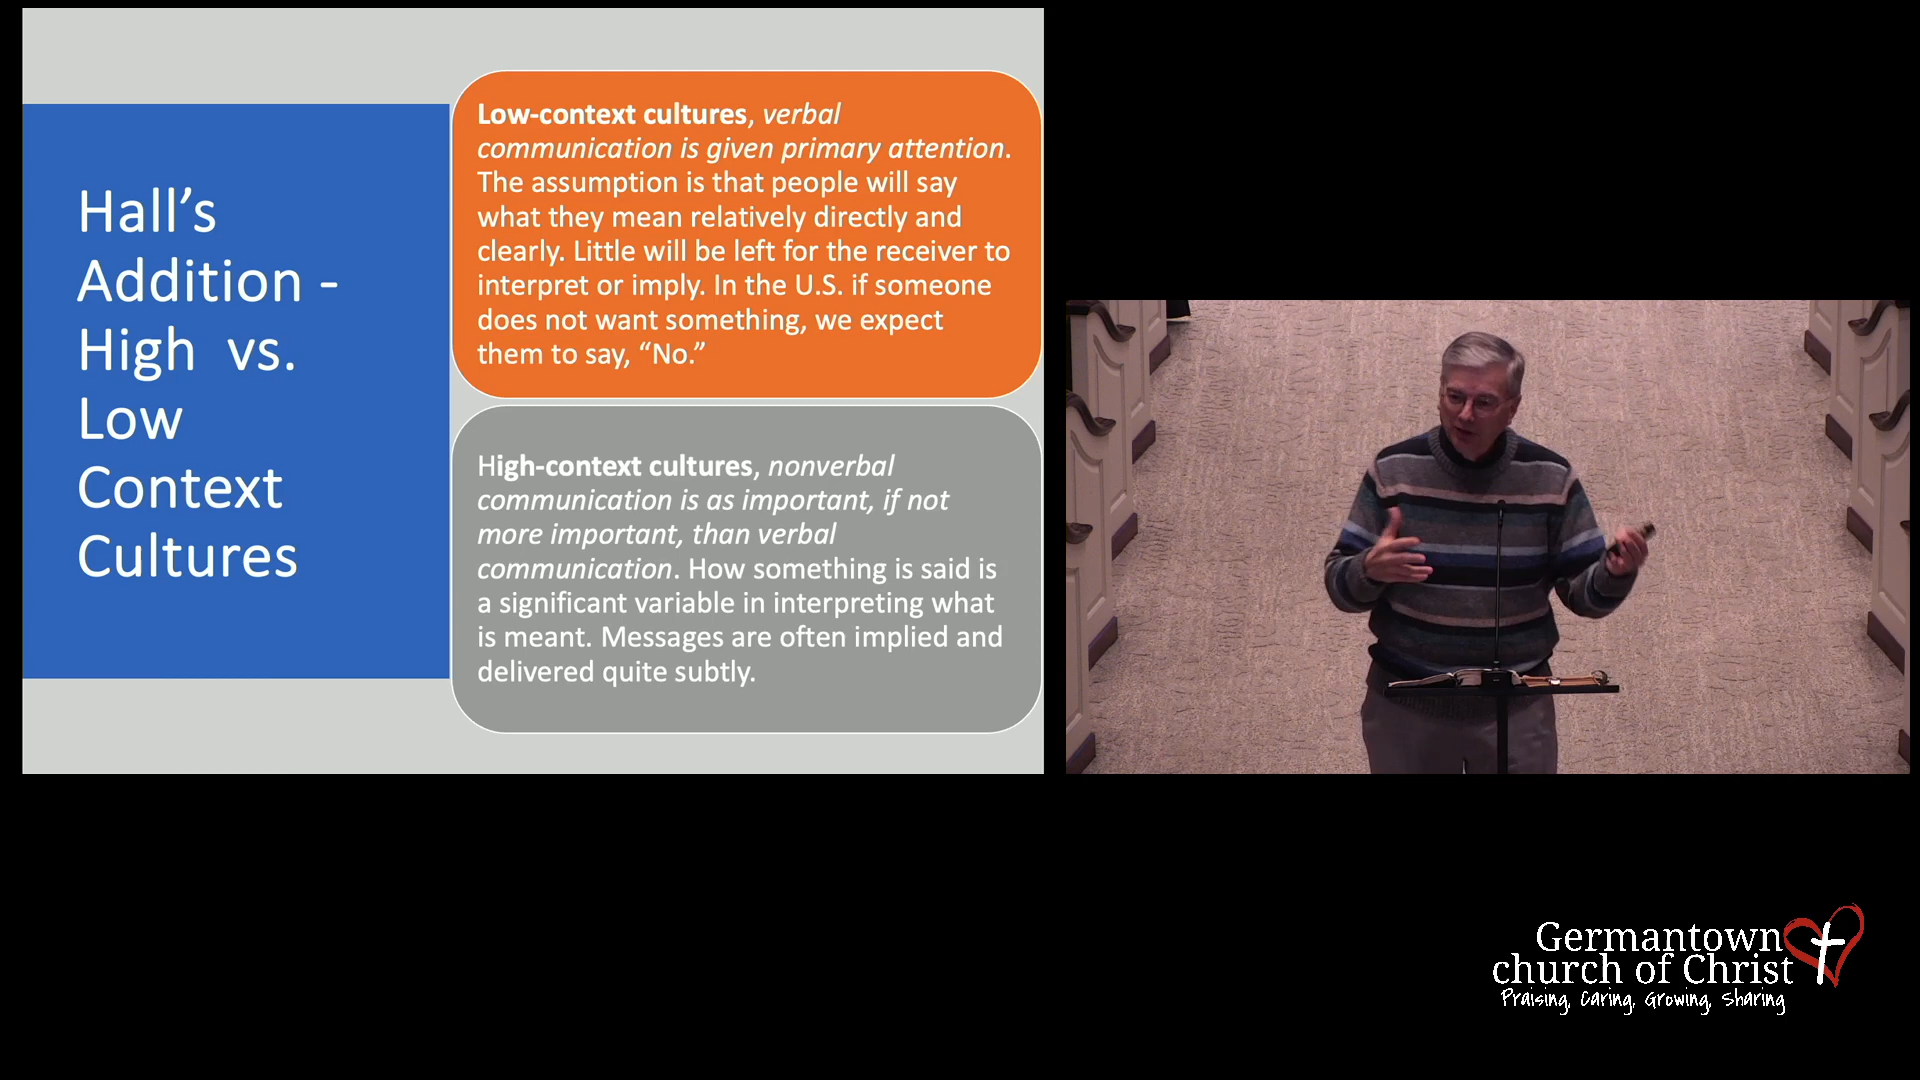 Hall’s
Addition -
High  vs.
Low
Context
Cultures
Low-context cultures, verbal
communication is given primary attention.
The assumption is that people will say
what they mean relatively directly and
clearly. Little will be left for the receiver to
interpret or imply. In the U.S. if someone
does not want something, we expect
them to say, “No.”
High-context cultures, nonverbal
communication is as important, if not
more important, than verbal
communication. How something is said is
a significant variable in interpreting what
is meant. Messages are often implied and
delivered quite subtly.
Germantown
church of Christ
Praising, Caring, Growing, Sharing